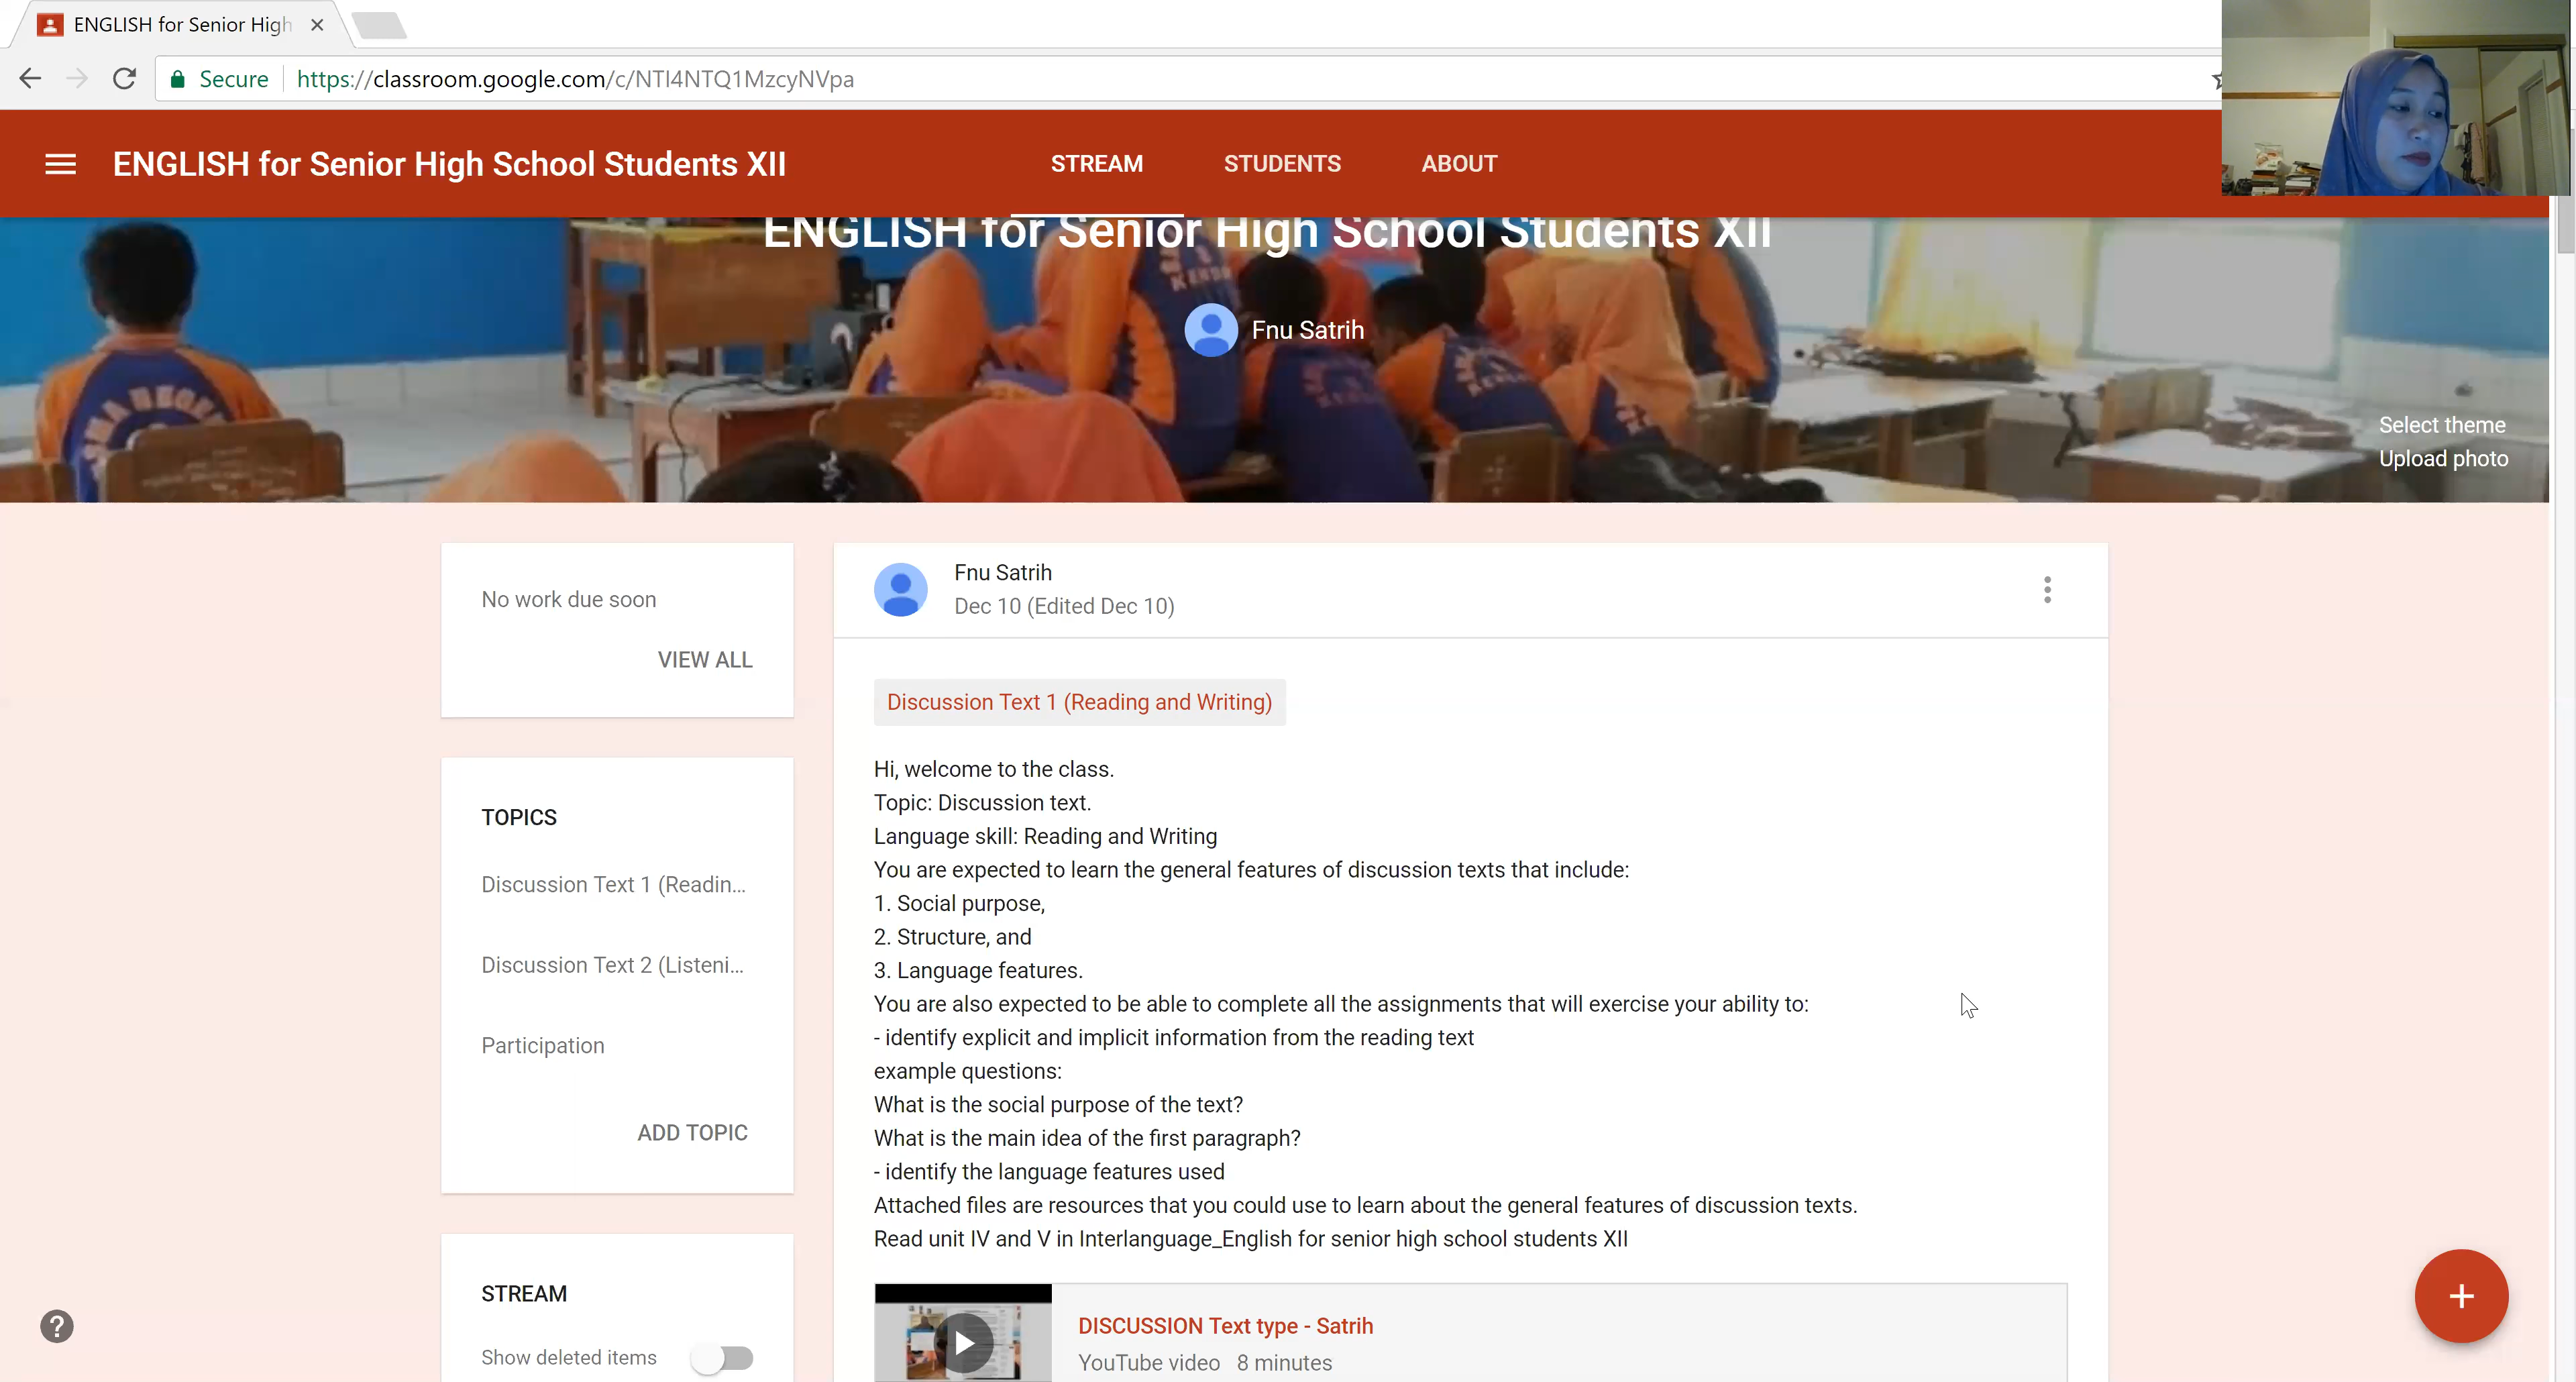 ENGLISH for Senior High
Secure https://classroom.google.com/c/NTI4NTQ1MzcyNVpa
ENGLISH for Senior High School Students XII
STREAM STUDENTS ABOUT
ENGLISH for Senior High School Students XII
Fnu Satrih
Select theme
Upload photo
No work due soon
VIEW ALL
TOPICS
Discussion Text 1 (Readin...
Discussion Text 2 (Listeni...
Participation
ADD TOPIC
STREAM
Show deleted items
Fnu Satrih
Dec 10 (Edited Dec 10)
Discussion Text 1 (Reading and Writing)
Hi, welcome to the class.
Topic: Discussion text.
Language skill: Reading and Writing
You are expected to learn the general features of discussion texts that include:
1. Social purpose,
2. Structure, and
3. Language features.
You are also expected to be able to complete all the assignments that will exercise your ability to:
- identify explicit and implicit information from the reading text
example questions:
What is the social purpose of the text?
What is the main idea of the first paragraph?
- identify the language features used
Attached files are resources that you could use to learn about the general features of discussion texts.
Read unit IV and V in Interlanguage_English for senior high school students XII
DISCUSSION Text type - Satrih
YouTube video 8 minutes